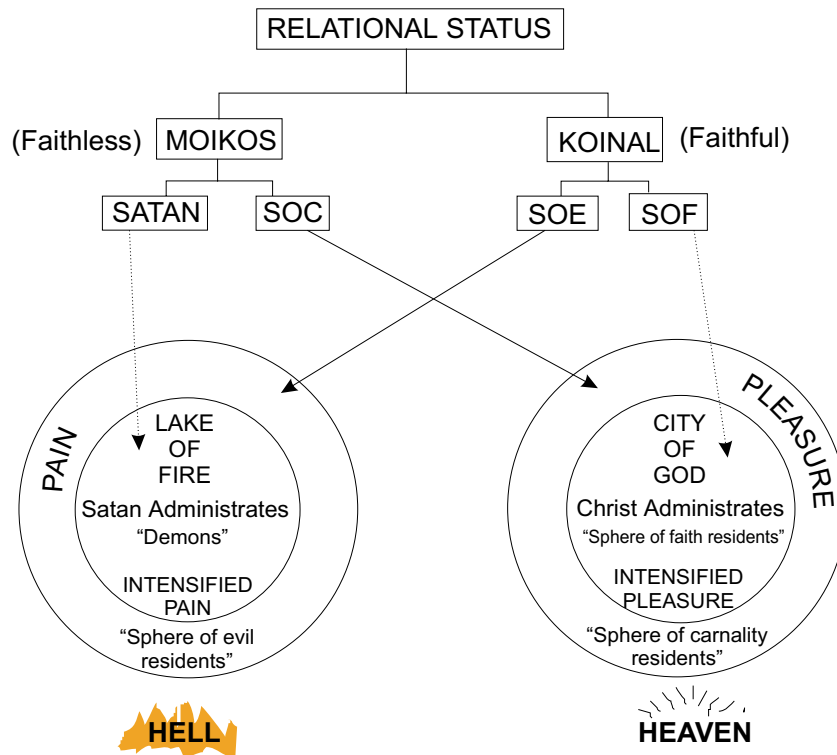 RELATIONAL STATUS
(Faithless) MOIKOS
KOINAL (Faithful)
SATAN
SOC
SOE
SOF
PAIN
LAKE
OF
FIRE
Satan Administrates
“Demons”
INTENSIFIED
PAIN
“Sphere of evil
residents”
HELL
PLEASURE
CITY
OF
GOD
Christ Administrates
“Sphere of faith residents”
INTENSIFIED
PLEASURE
“Sphere of carnality
residents”
HEAVEN